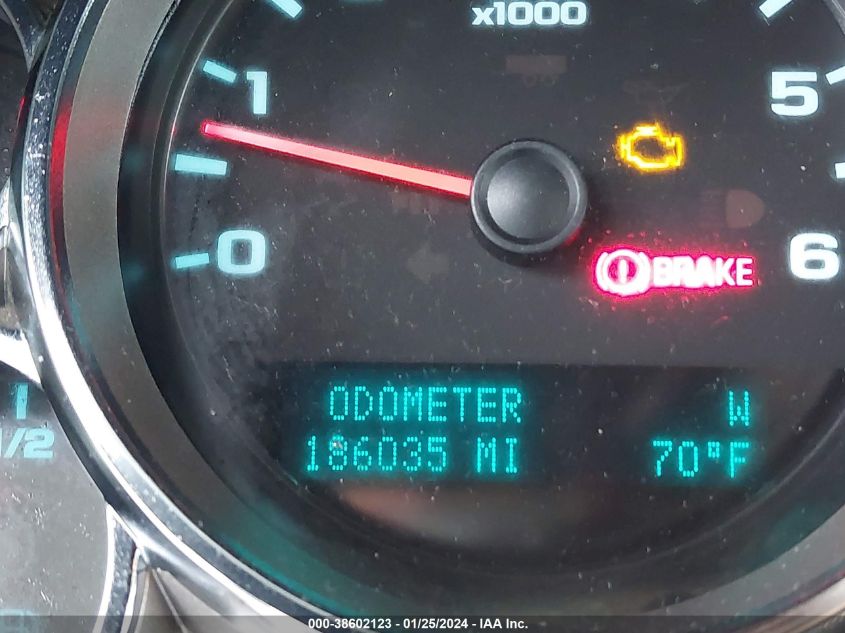 x1000
1
5
0
6
BRAKE
ODOMETER W
186035 MI 70°F
1/2
000-38602123 - 01/25/2024 - IAA Inc.